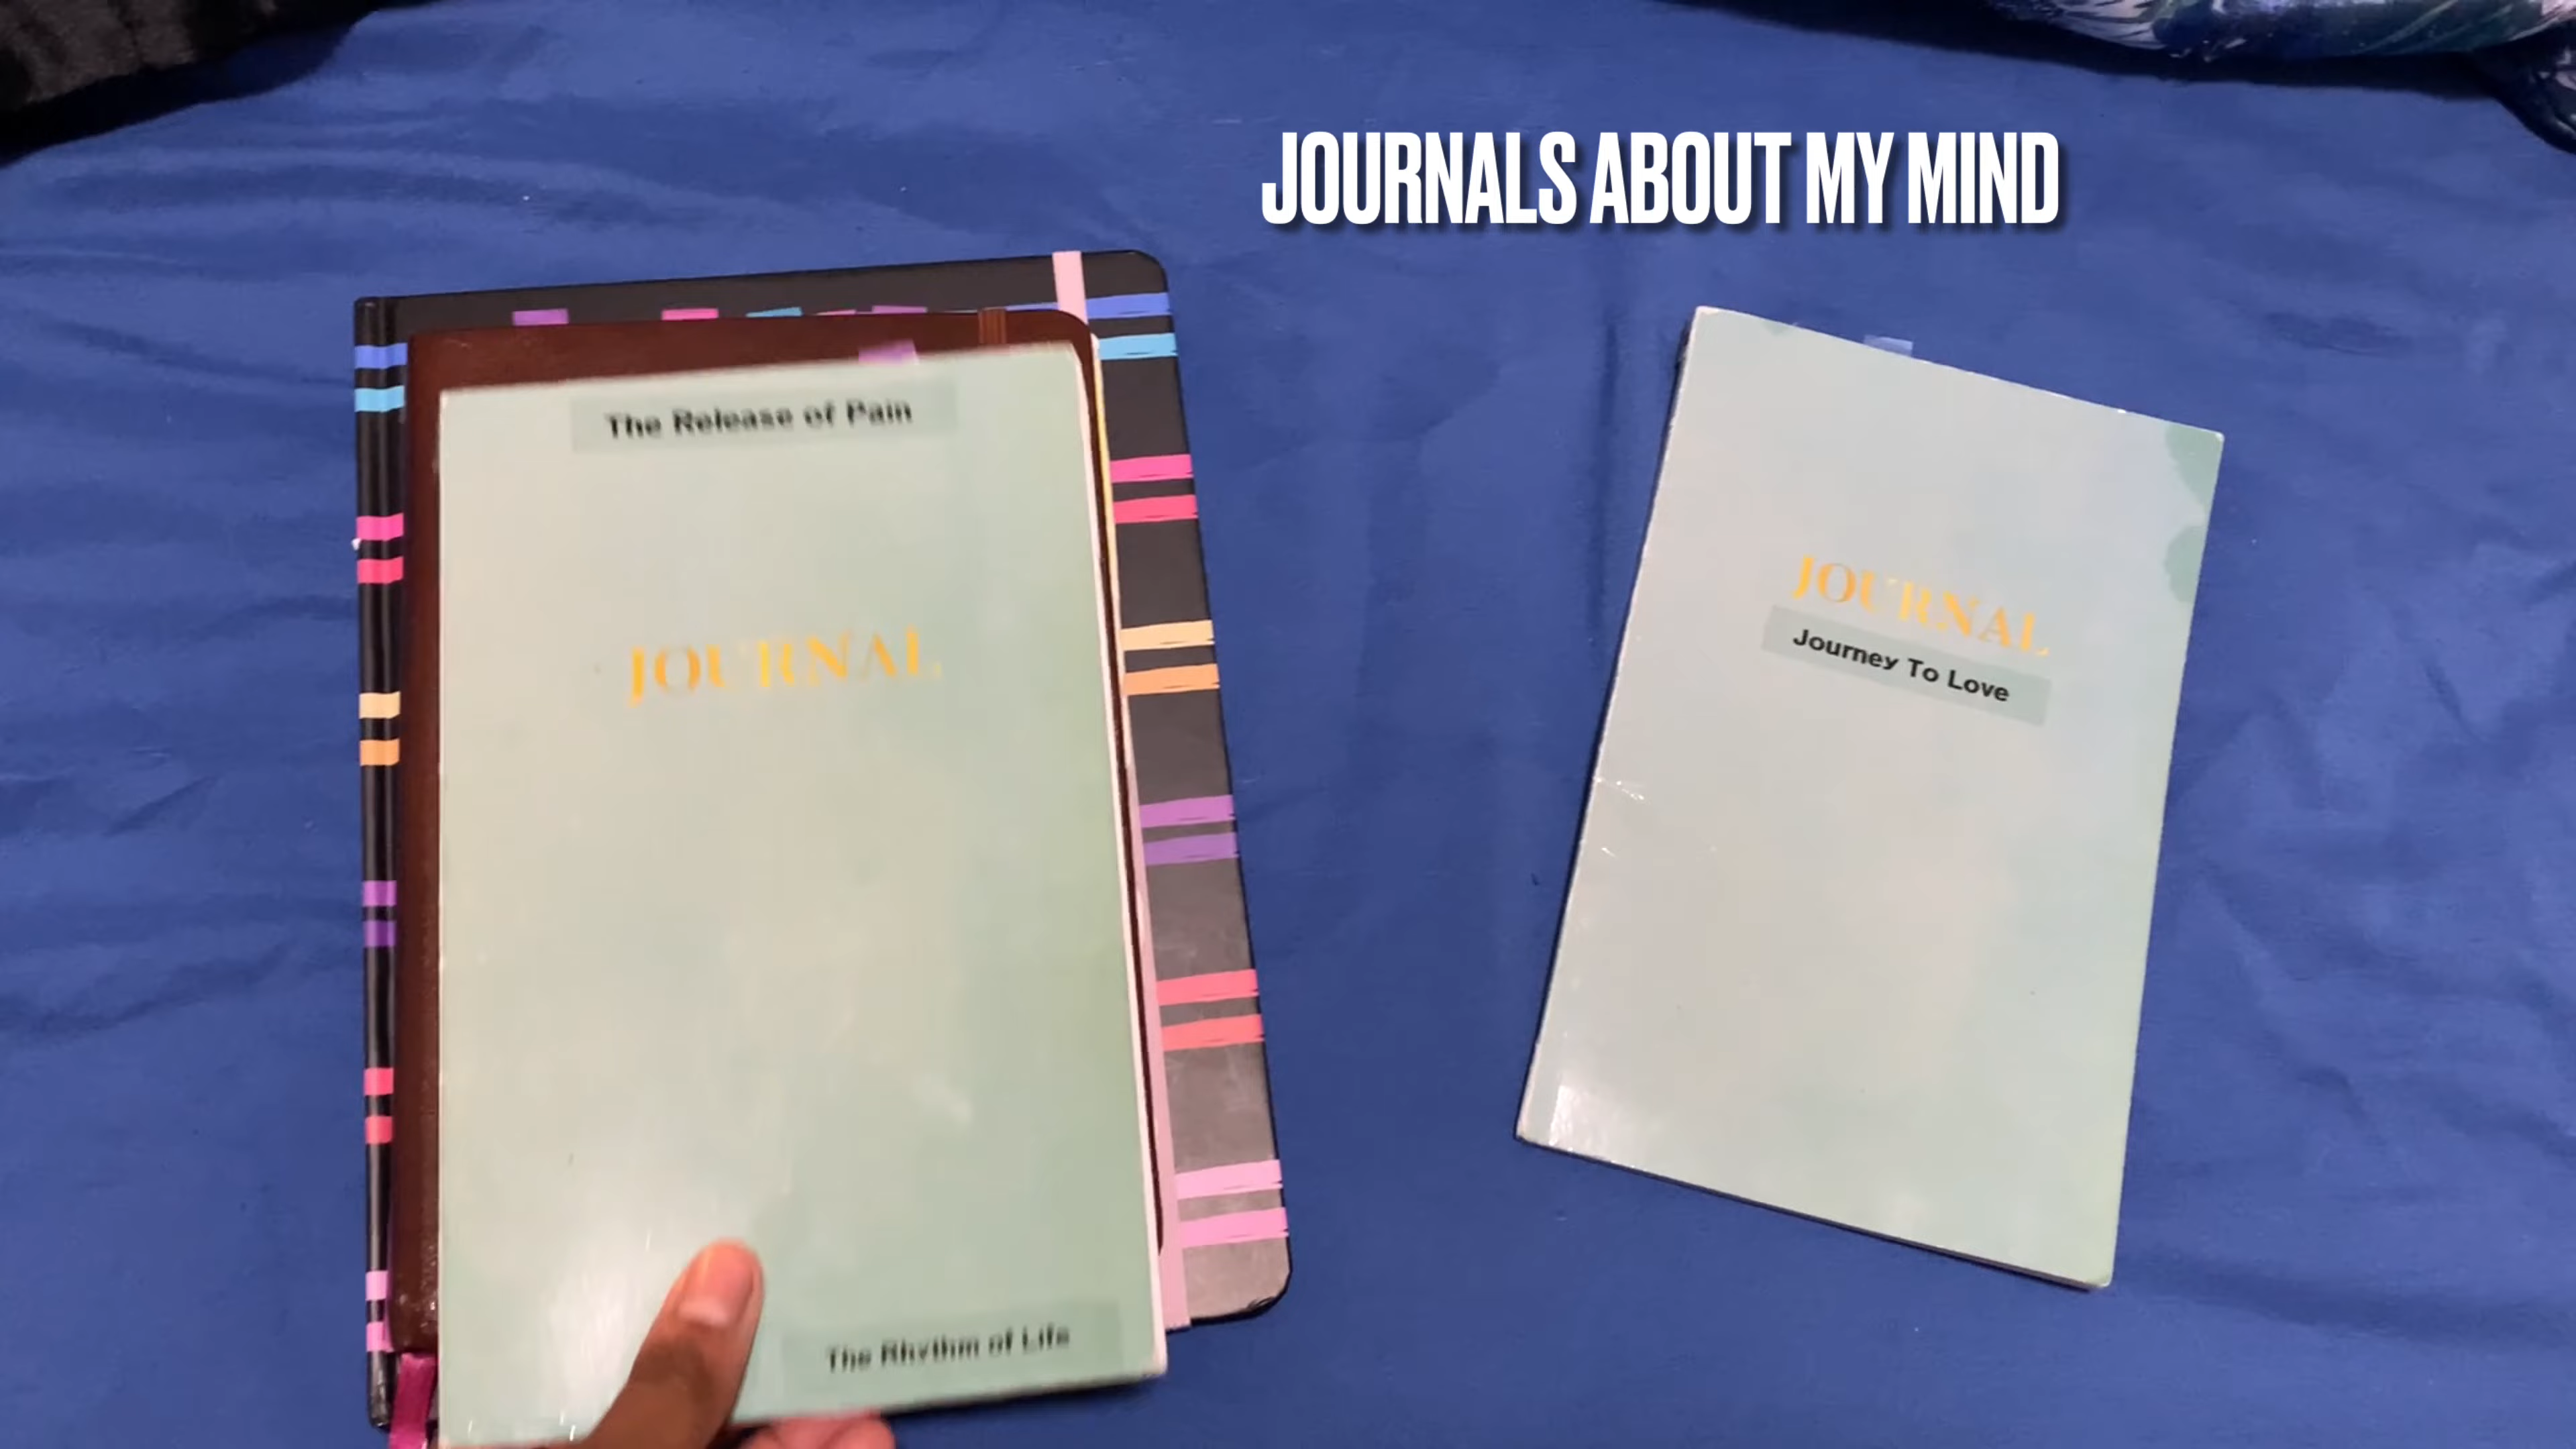 JOURNALS ABOUT MY MIND
The Release of Pain
JOURNAL
The Rhythm of Life
JOURNAL
Journey To Love